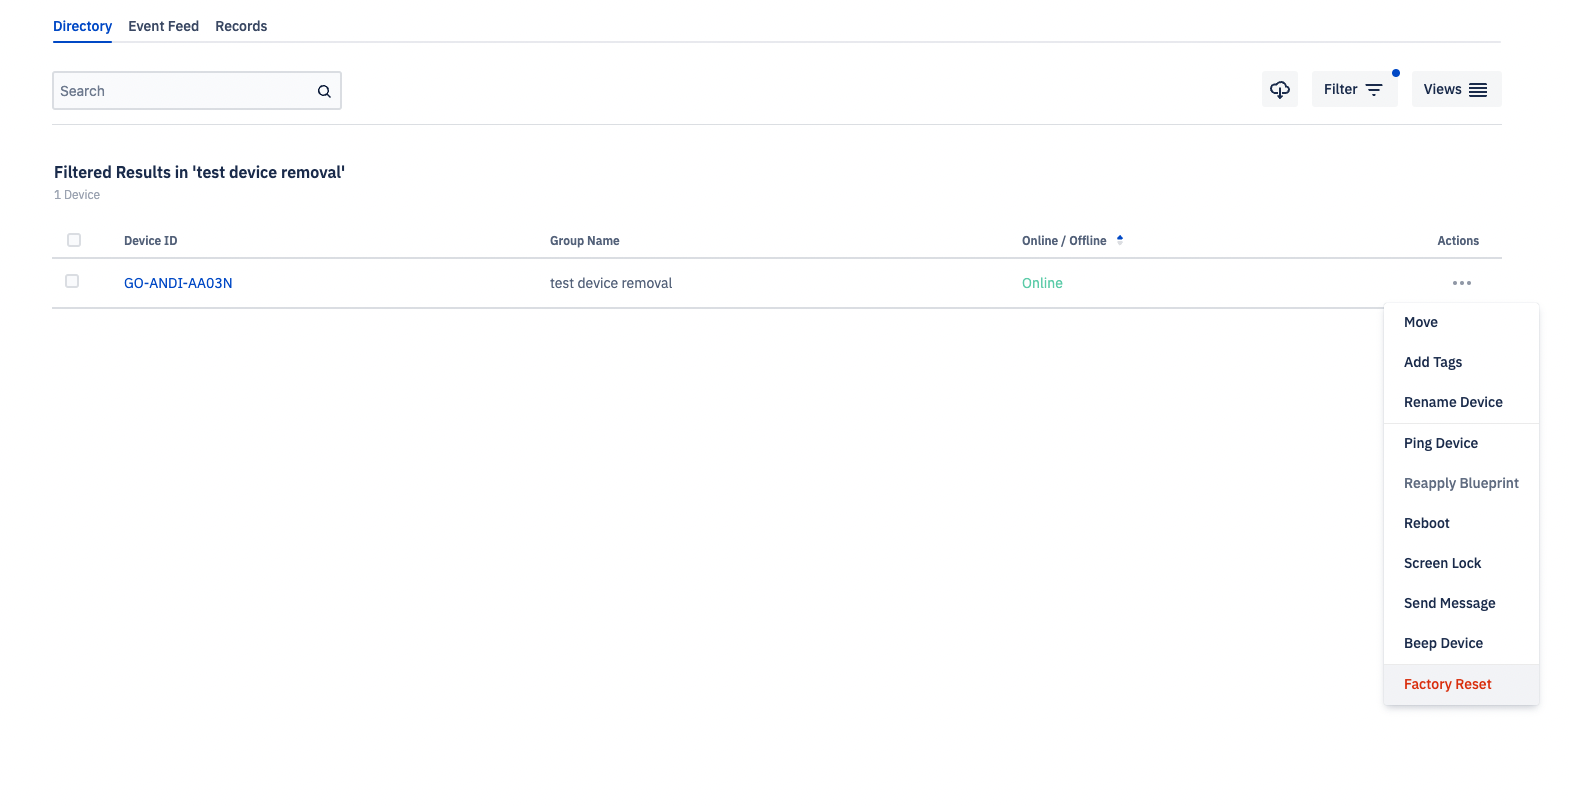 Directory Event Feed Records
Search
Filter Views
Filtered Results in 'test device removal'
1 Device
Device ID Group Name Online / Offline Actions
GO-ANDI-AA03N test device removal Online
Move
Add Tags
Rename Device
Ping Device
Reapply Blueprint
Reboot
Screen Lock
Send Message
Beep Device
Factory Reset